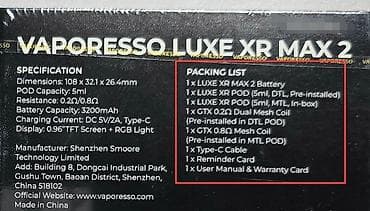 VAPORESSO LUXE XR MAX 2
SPECIFICATION
Dimensions: 108 x 32.1 x 26.4mm
POD Capacity: 5ml
Resistance: 0.2Ω/0.8Ω
Battery Capacity: 3200mAh
Charging Current: DC 5V/2A, Type-C
Display: 0.96"TFT Screen + RGB Light
Manufacturer: Shenzhen Smoore
Technology Limited
Add: Building 8, Dongcai Industrial Park,
Gushu Town, Baoan District, Shenzhen,
China 518102
Official Website: www.vaporesso.com
Made in China
PACKING LIST
1 x LUXE XR MAX 2 Battery
1 x LUXE XR POD (5ml, DTL, Pre-installed)
1 x LUXE XR POD (5ml, MTL, In-box)
1 x GTX 0.2Ω Dual Mesh Coil
(Pre-installed in DTL POD)
1 x GTX 0.8Ω Mesh Coil
(Pre-installed in MTL POD)
1 x Type-C Cable
1 x Reminder Card
1 x User Manual & Warranty Card